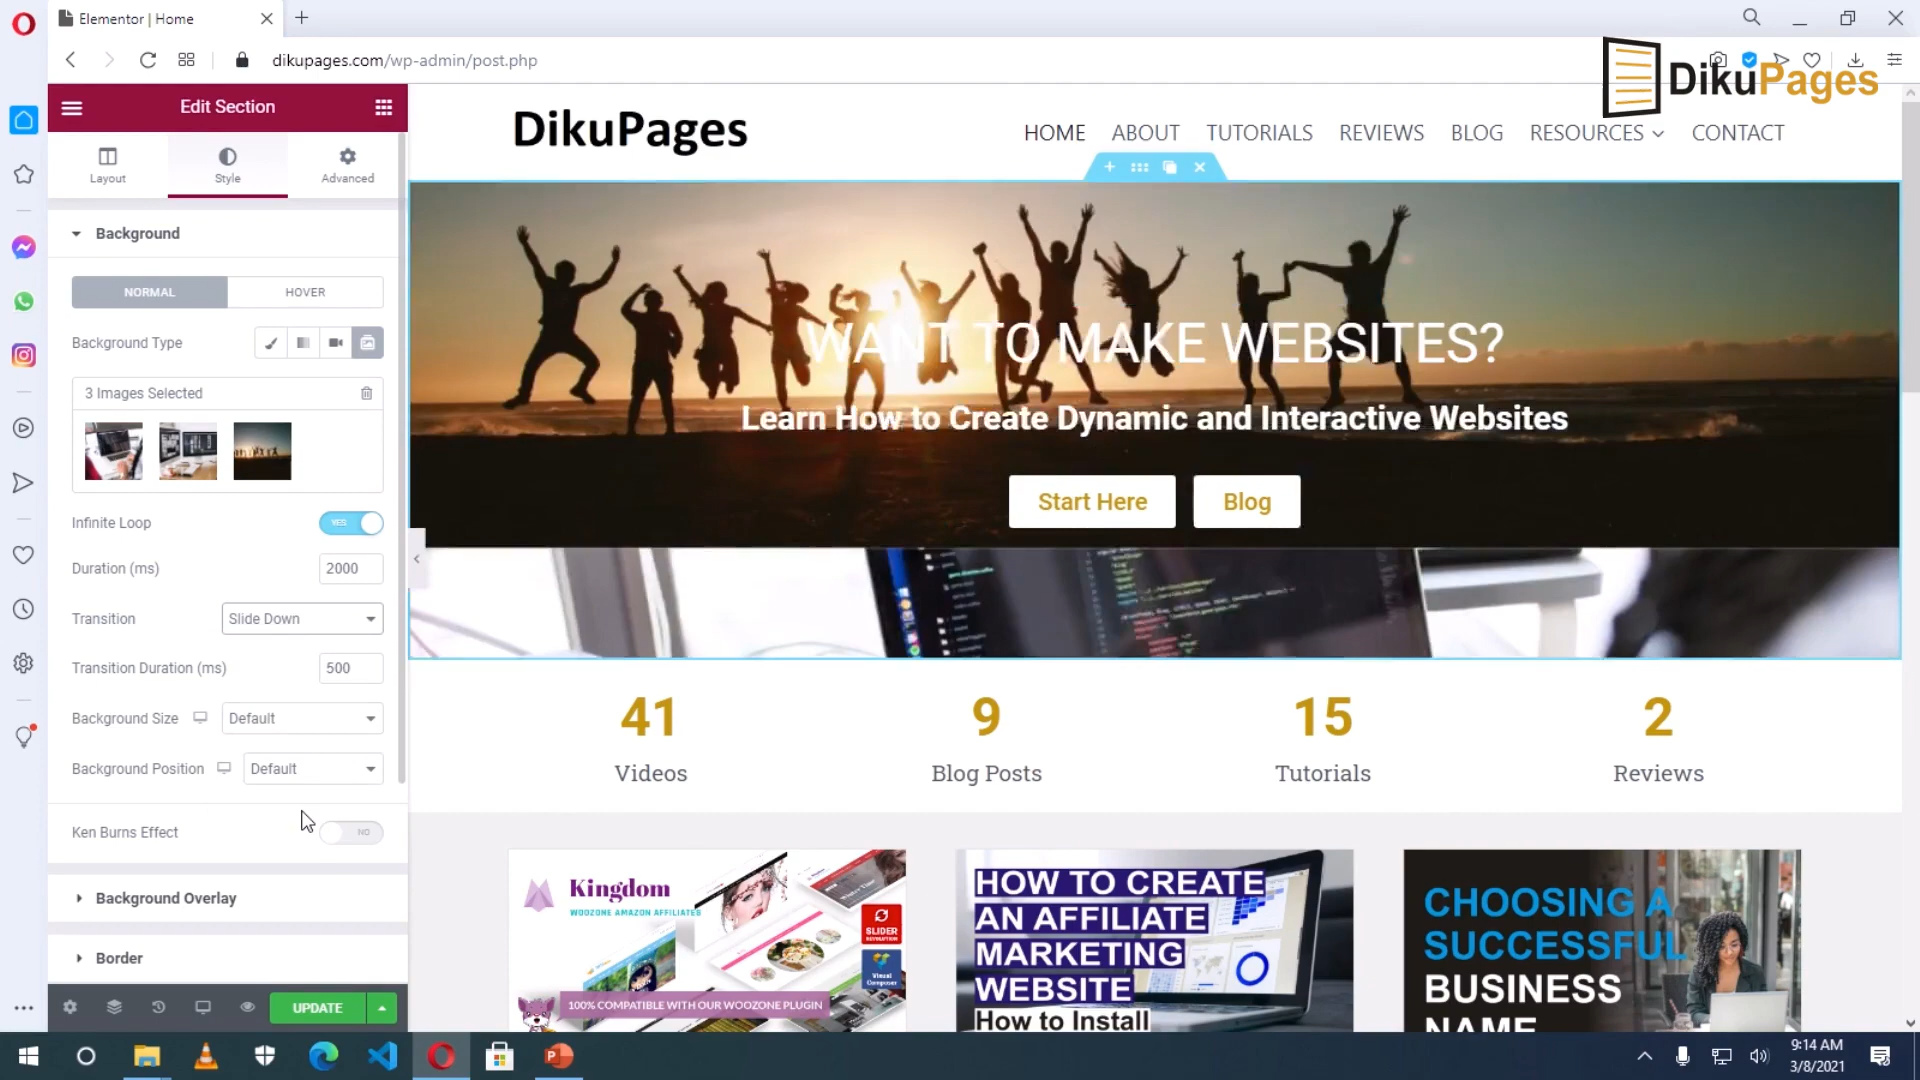 Elementor | Home
dikupages.com/wp-admin/post.php
DikuPages
Edit Section
Layout
Style
Advanced
Background
NORMAL
HOVER
Background Type
3 Images Selected
Infinite Loop
YES
Duration (ms)
2000
Transition
Slide Down
Transition Duration (ms)
500
Background Size
Default
Background Position
Default
Ken Burns Effect
NO
Background Overlay
Border
UPDATE
DikuPages
HOME
ABOUT
TUTORIALS
REVIEWS
BLOG
RESOURCES
CONTACT
WANT TO MAKE WEBSITES?
Learn How to Create Dynamic and Interactive Websites
Start Here
Blog
41
Videos
9
Blog Posts
15
Tutorials
2
Reviews
Kingdom
WOOZONE AMAZON AFFILIATES
SLIDER
REVOLUTION
Visual
Composer
100% COMPATIBLE WITH OUR WOOZONE PLUGIN
HOW TO CREATE
AN AFFILIATE
MARKETING
WEBSITE
How to Install
CHOOSING A
SUCCESSFUL
BUSINESS
NAME
9:14 AM
3/8/2021